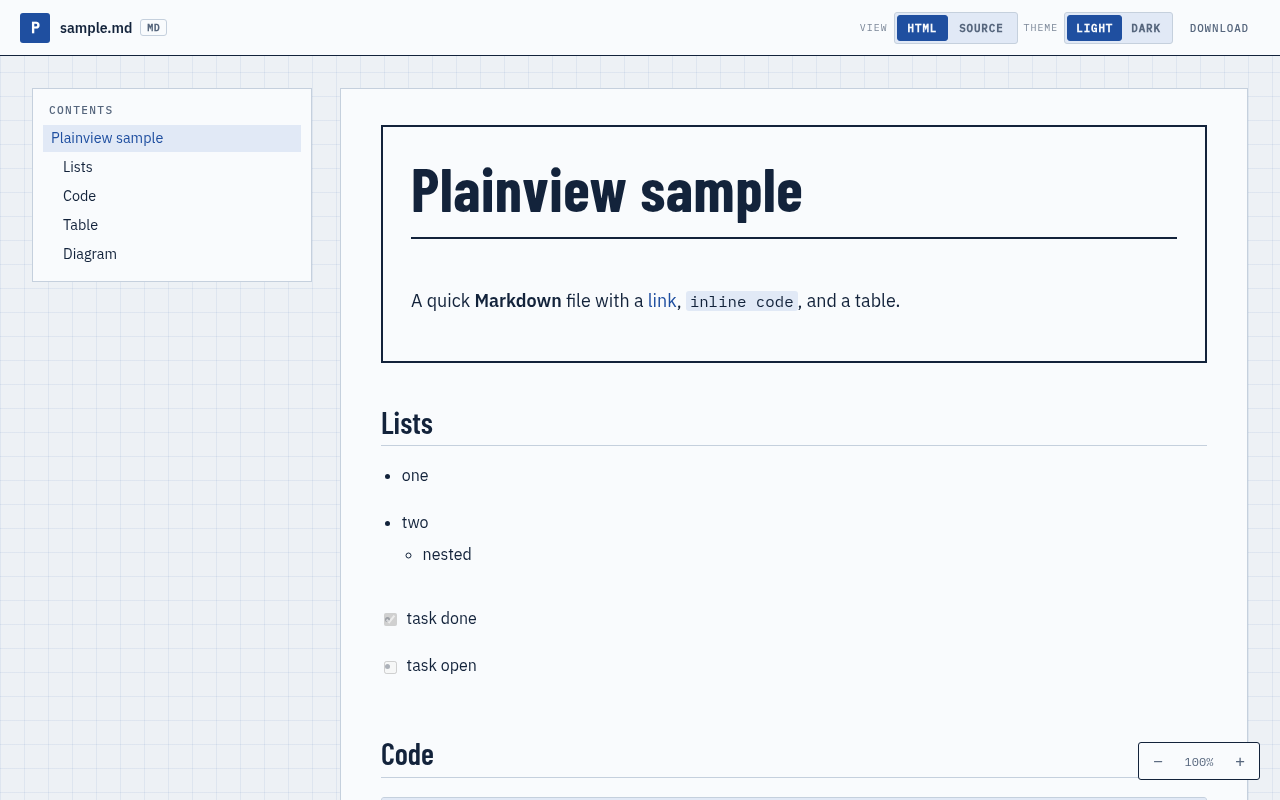 P sample.md MD VIEW HTML SOURCE THEME LIGHT DARK DOWNLOAD
CONTENTS
Plainview sample
Lists
Code
Table
Diagram
Plainview sample
A quick Markdown file with a link, inline code, and a table.
Lists
one
two
nested
task done
task open
Code
− 100% +